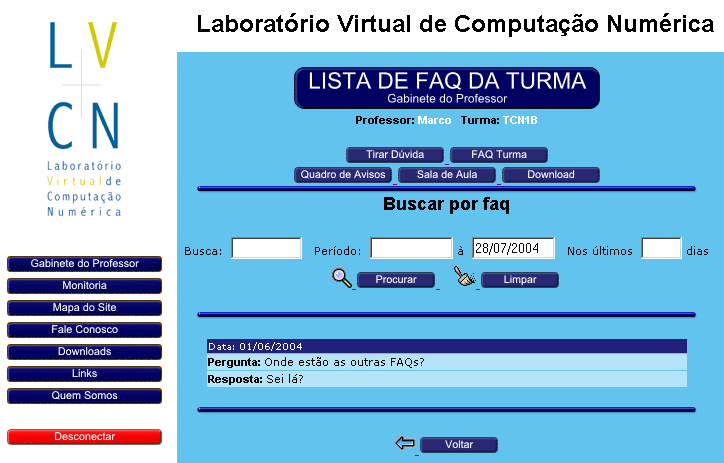 LV
CN
Laboratório
Virtual de
Computação
Numérica
Laboratório Virtual de Computação Numérica
LISTA DE FAQ DA TURMA
Gabinete do Professor
Professor: Marco Turma: TCN1B
Tirar Dúvida FAQ Turma
Quadro de Avisos Sala de Aula Download
Buscar por faq
Busca: Período: à 28/07/2004 Nos últimos dias
Procurar Limpar
Gabinete do Professor
Monitoria
Mapa do Site
Fale Conosco
Downloads
Links
Quem Somos
Desconectar
Data: 01/06/2004
Pergunta: Onde estão as outras FAQs?
Resposta: Sei lá?
Voltar